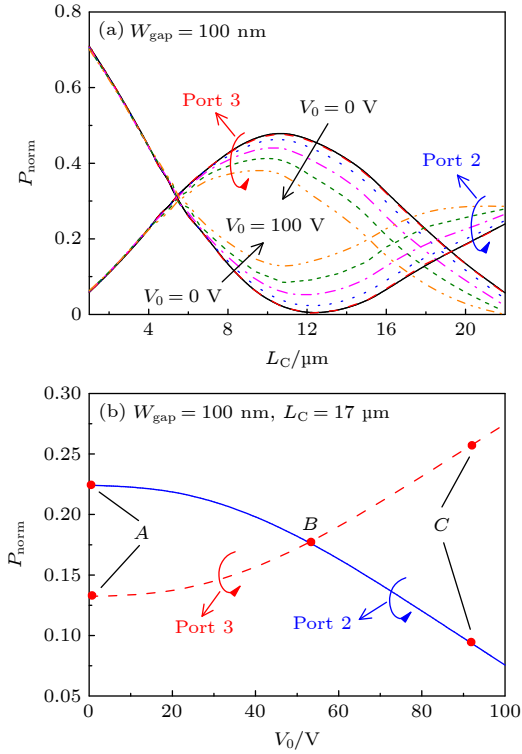 (a) W_gap = 100 nm
0.8
0.6
0.4
0.2
0
P_norm
Port 3
V_0 = 0 V
Port 2
V_0 = 100 V
V_0 = 0 V
4 8 12 16 20
L_C/μm
(b) W_gap = 100 nm, L_C = 17 μm
0.30
0.25
0.20
0.15
0.10
0.05
P_norm
A
B
C
Port 3
Port 2
0 20 40 60 80 100
V_0/V